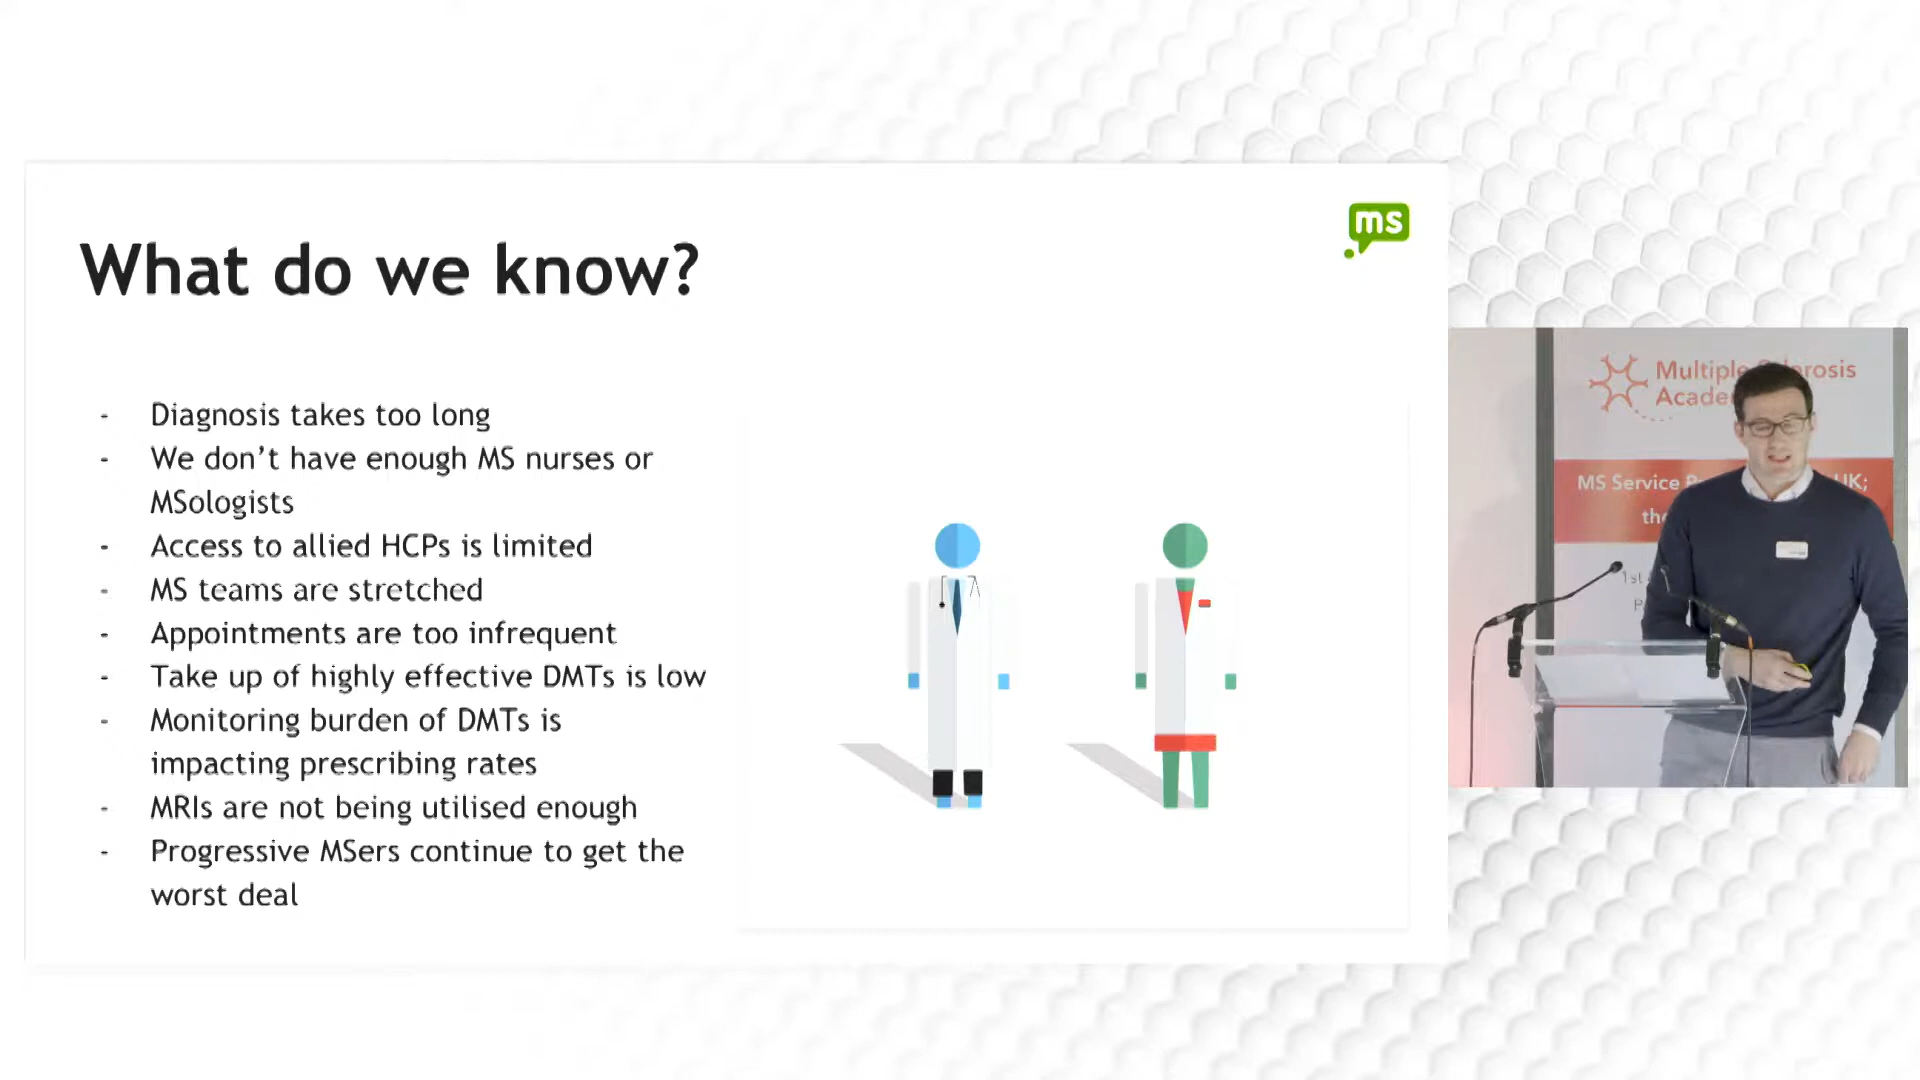 ms
What do we know?
- Diagnosis takes too long
- We don't have enough MS nurses or
MSologists
- Access to allied HCPs is limited
- MS teams are stretched
- Appointments are too infrequent
- Take up of highly effective DMTs is low
- Monitoring burden of DMTs is
impacting prescribing rates
- MRIs are not being utilised enough
- Progressive MSers continue to get the
worst deal
Multiple
MS Service UK;
1st